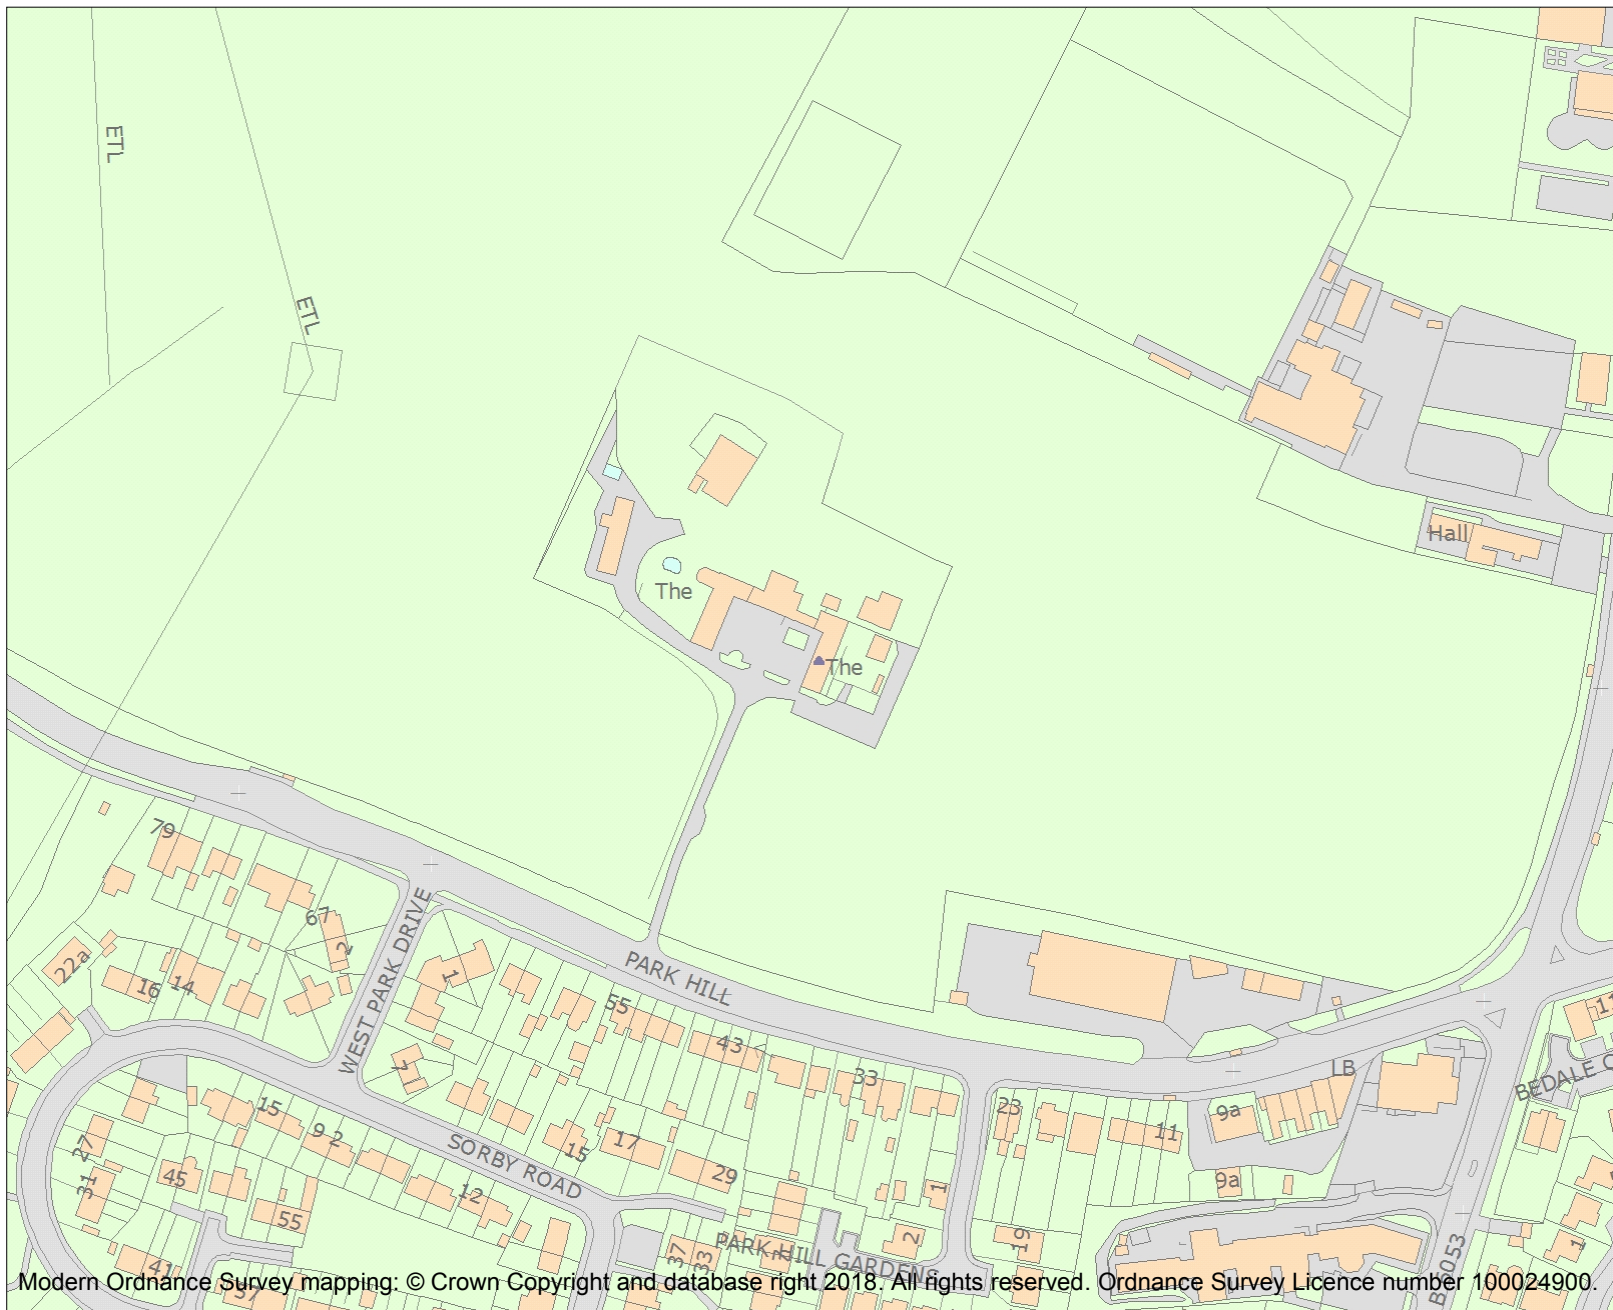 ETL
ETL
Hall
The
The
79
67
2
22a
16
14
WEST PARK DRIVE
1
1
PARK HILL
55
43
33
LB
BEDALE C
15
9
2
27
31
45
55
41
57
SORBY ROAD
12
15
17
29
37
33
PARK HILL GARDENS
1
2
23
11
9a
9a
19
B6053
1
Modern Ordnance Survey mapping: © Crown Copyright and database right 2018. All rights reserved. Ordnance Survey Licence number 100024900.